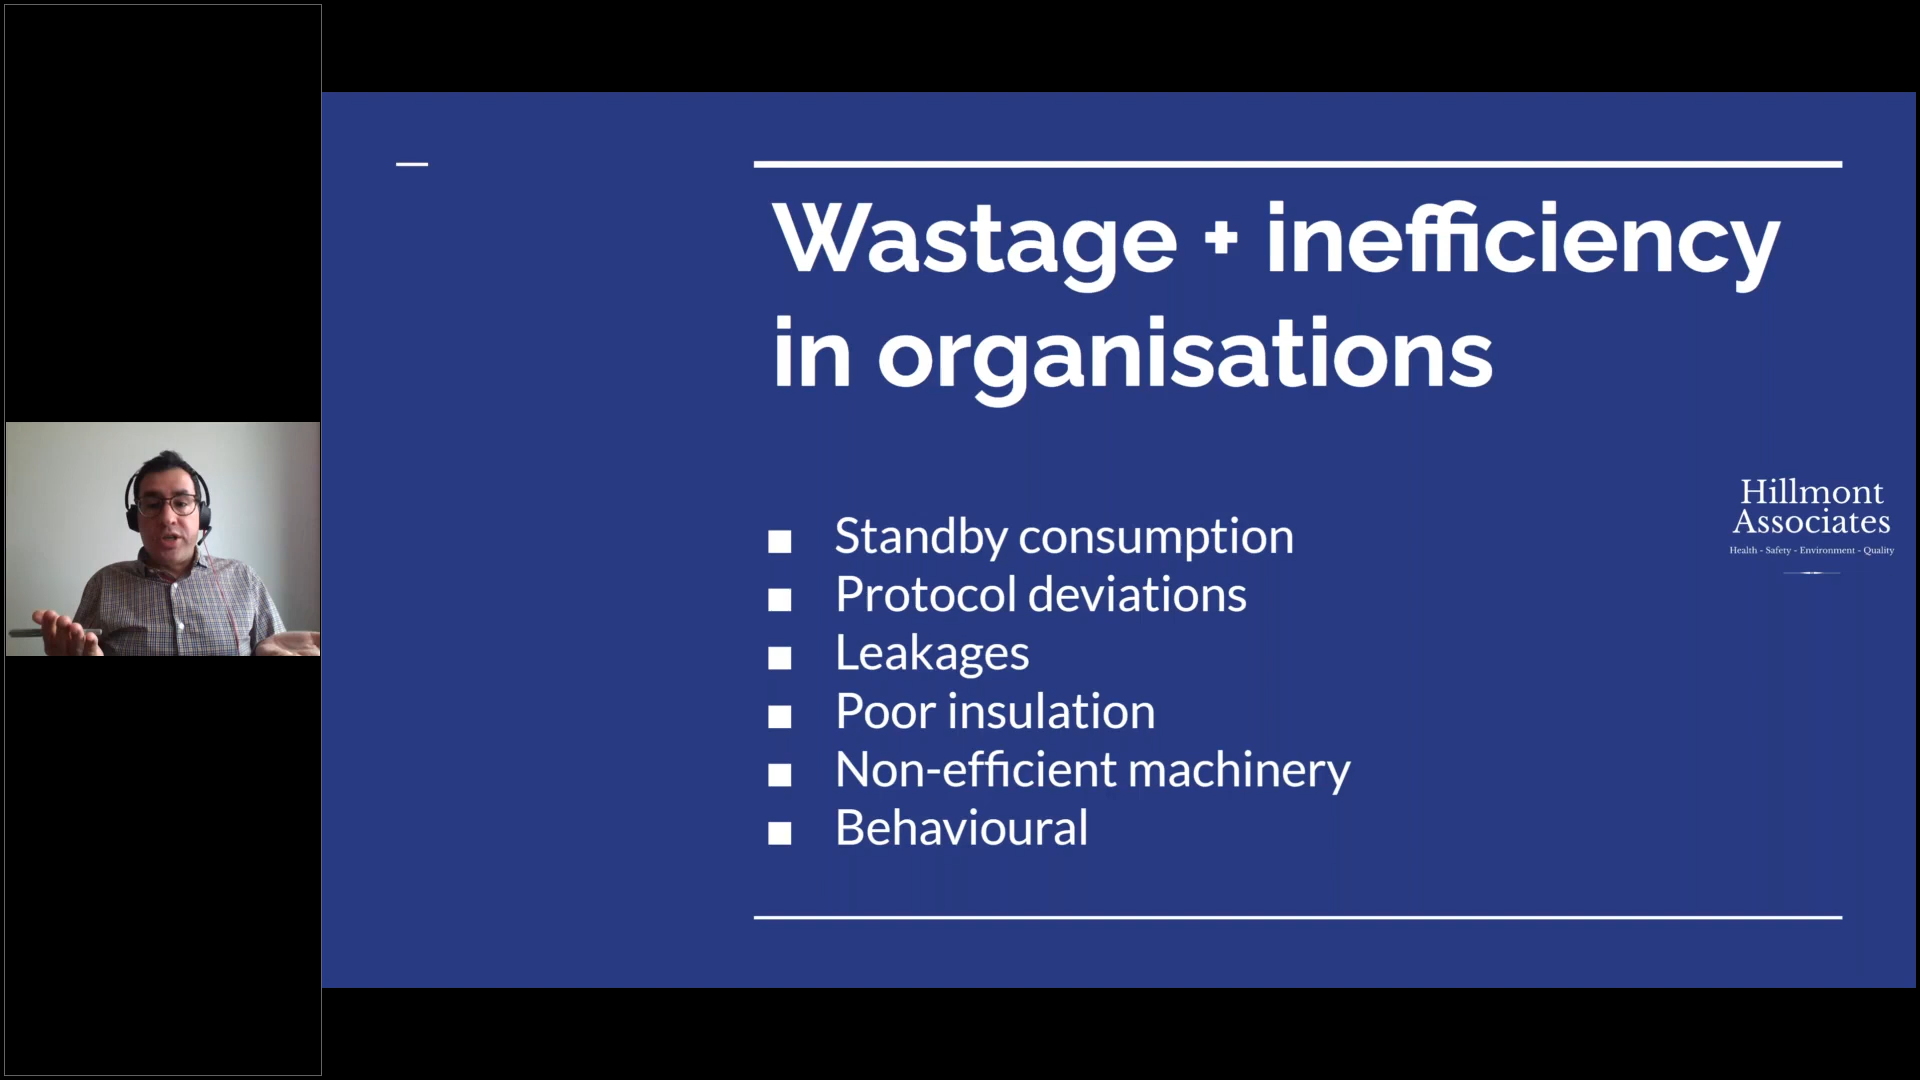 Wastage + inefficiency
in organisations
Standby consumption
Protocol deviations
Leakages
Poor insulation
Non-efficient machinery
Behavioural
Hillmont
Associates
Health - Safety - Environment - Quality